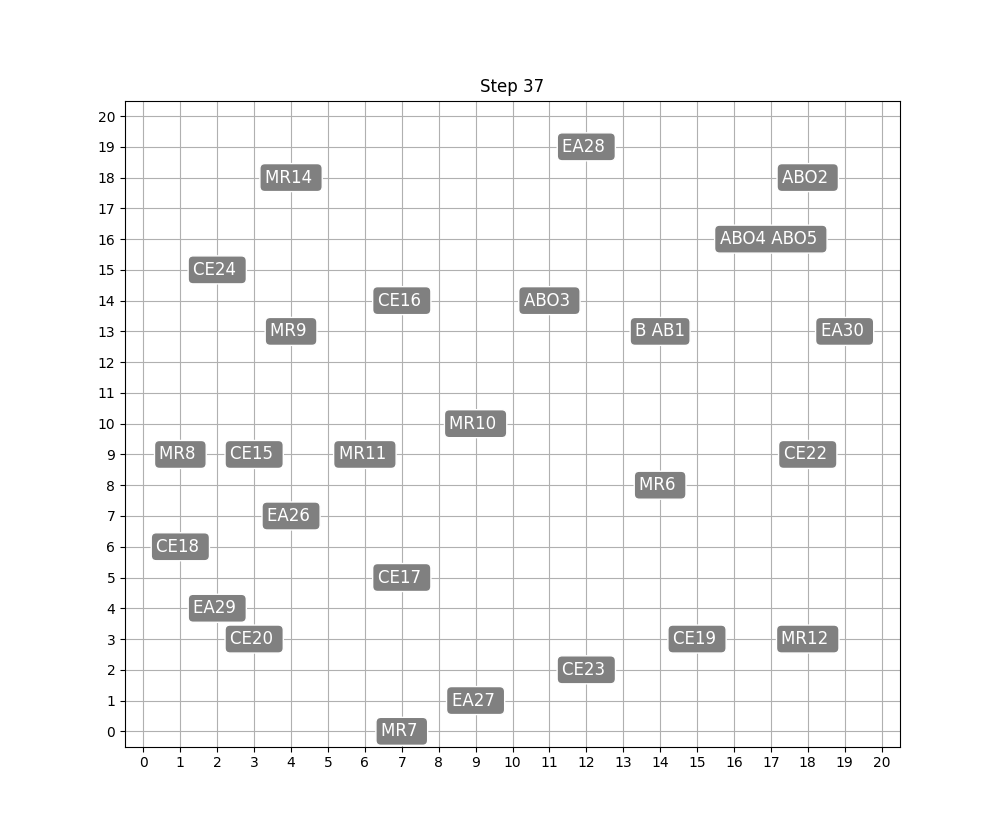 Step 37
20
19
18
17
16
15
14
13
12
11
10
9
8
7
6
5
4
3
2
1
0
EA28
MR14 ABO2
ABO4 ABO5
CE24
CE16 ABO3
MR9 B AB1 EA30
MR10
MR8 CE15 MR11 CE22
MR6
EA26
CE18
CE17
EA29
CE20 CE19 MR12
CE23
EA27
MR7
0 1 2 3 4 5 6 7 8 9 10 11 12 13 14 15 16 17 18 19 20